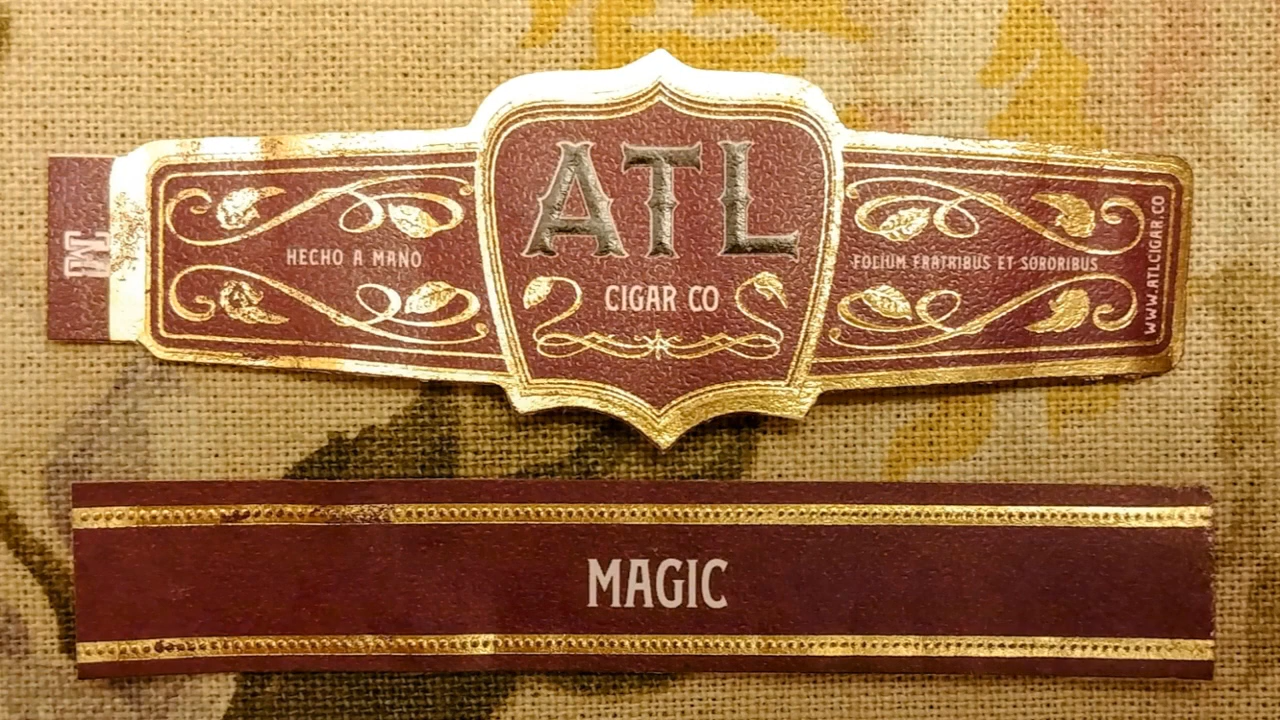 ATL
CIGAR CO
HECHO A MANO
FOLIUM FRATRIBUS ET SORORIBUS
WWW.ATLCIGAR.CO
MAGIC